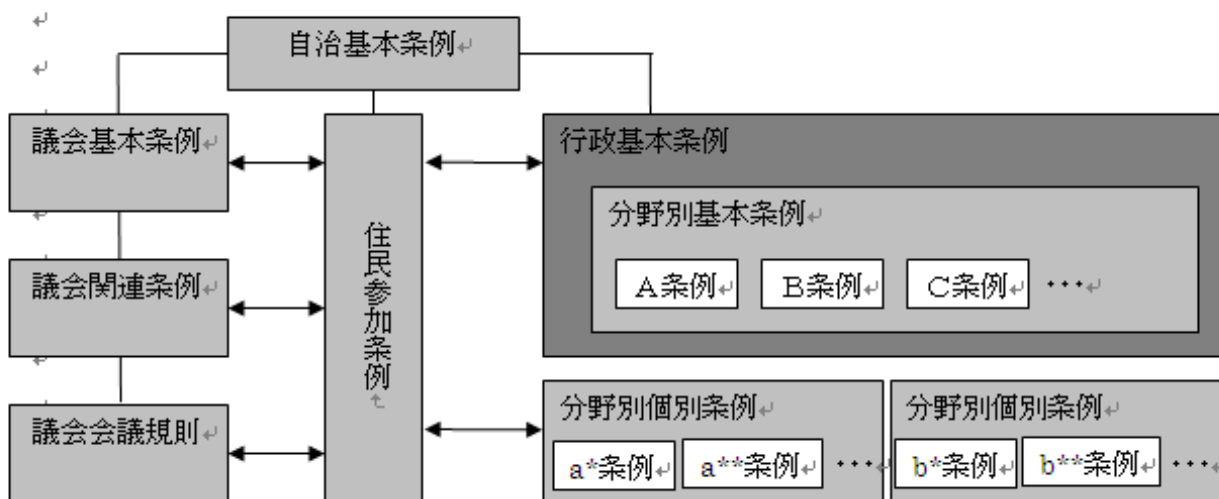 自治基本条例
議会基本条例
議会関連条例
議会会議規則
住民参加条例
行政基本条例
分野別基本条例
A条例
B条例
C条例
・・・
分野別個別条例
a*条例
a**条例
・・・
分野別個別条例
b*条例
b**条例
・・・